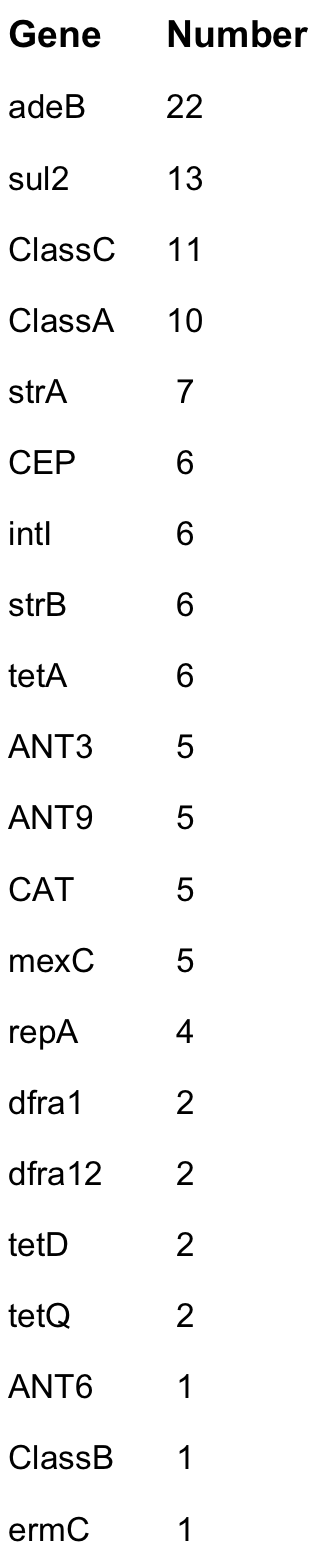 Gene Number
adeB 22
sul2 13
ClassC 11
ClassA 10
strA 7
CEP 6
intI 6
strB 6
tetA 6
ANT3 5
ANT9 5
CAT 5
mexC 5
repA 4
dfra1 2
dfra12 2
tetD 2
tetQ 2
ANT6 1
ClassB 1
ermC 1